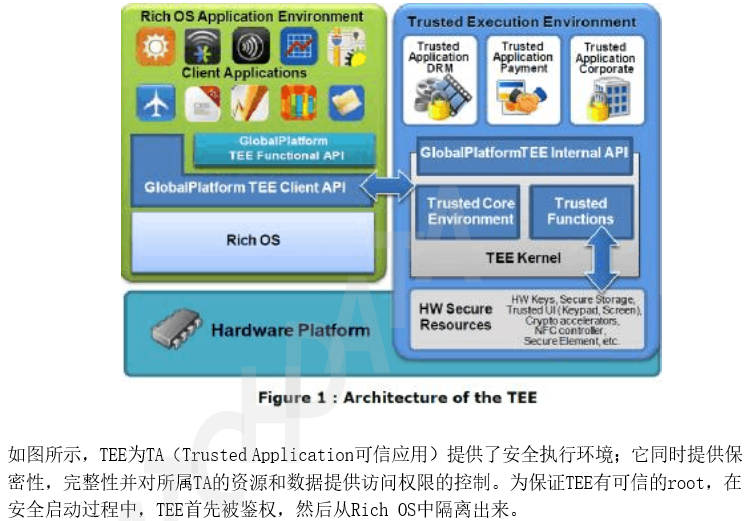 Rich OS Application Environment
Client Applications
GlobalPlatform
TEE Functional API
GlobalPlatform TEE Client API
Rich OS
Trusted Execution Environment
Trusted
Application
DRM
Trusted
Application
Payment
Trusted
Application
Corporate
GlobalPlatformTEE Internal API
Trusted Core
Environment
Trusted
Functions
TEE Kernel
HW Secure
Resources
HW Keys, Secure Storage,
Trusted UI (Keypad, Screen),
Crypto accelerators,
NFC controller,
Secure Element, etc.
Hardware Platform
Figure 1 : Architecture of the TEE
如图所示，TEE为TA（Trusted Application可信应用）提供了安全执行环境；它同时提供保
密性，完整性并对所属TA的资源和数据提供访问权限的控制。为保证TEE有可信的root，在
安全启动过程中，TEE首先被鉴权，然后从Rich OS中隔离出来。